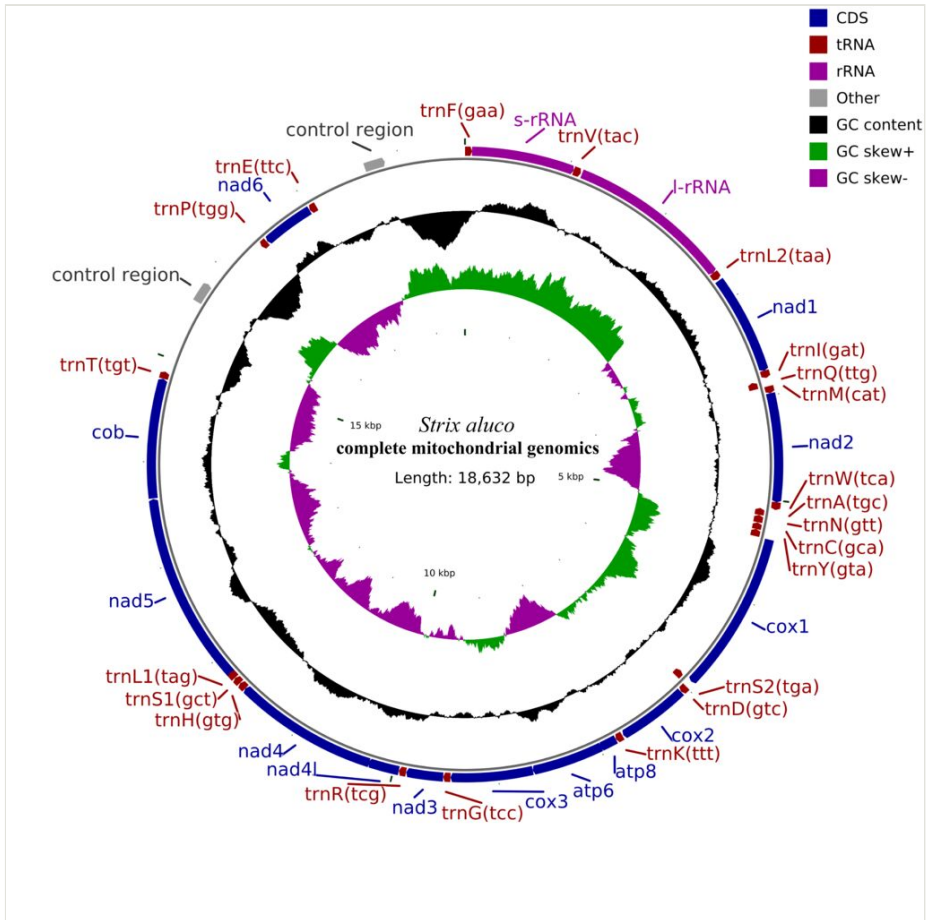 CDS
tRNA
rRNA
Other
GC content
GC skew+
GC skew-
trnF(gaa)
s-rRNA
trnV(tac)
l-rRNA
trnL2(taa)
nad1
trnI(gat)
trnQ(ttg)
trnM(cat)
nad2
trnW(tca)
trnA(tgc)
trnN(gtt)
trnC(gca)
trnY(gta)
cox1
trnS2(tga)
trnD(gtc)
cox2
trnK(ttt)
atp8
atp6
cox3
trnG(tcc)
nad3
trnR(tcg)
nad4l
nad4
trnH(gtg)
trnS1(gct)
trnL1(tag)
nad5
cob
trnT(tgt)
control region
trnP(tgg)
nad6
trnE(ttc)
control region
15 kbp
Strix aluco
complete mitochondrial genomics
Length: 18,632 bp
5 kbp
10 kbp